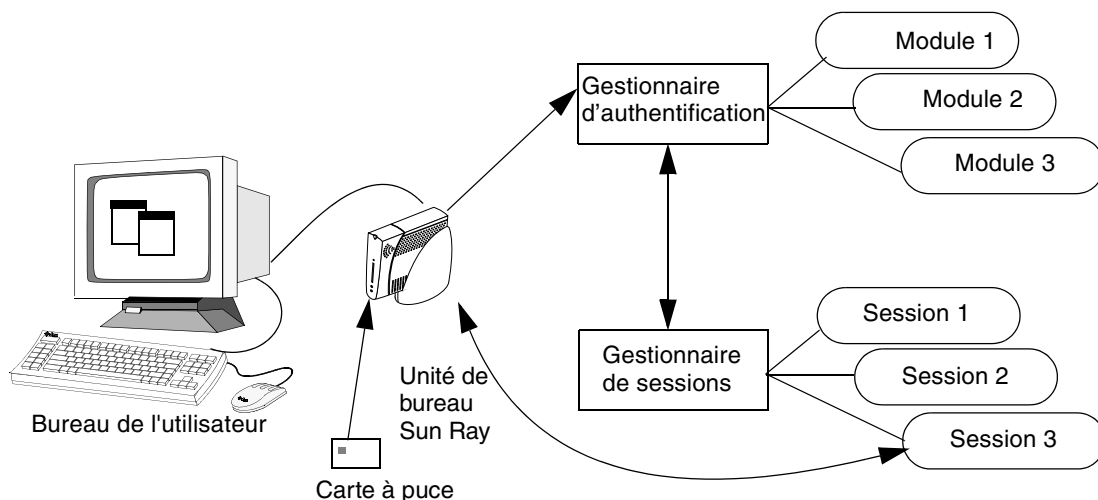 Module 1
Gestionnaire
d'authentification
Module 2
Module 3
Session 1
Gestionnaire
de sessions
Session 2
Session 3
Unité de
bureau
Sun Ray
Bureau de l'utilisateur
Carte à puce